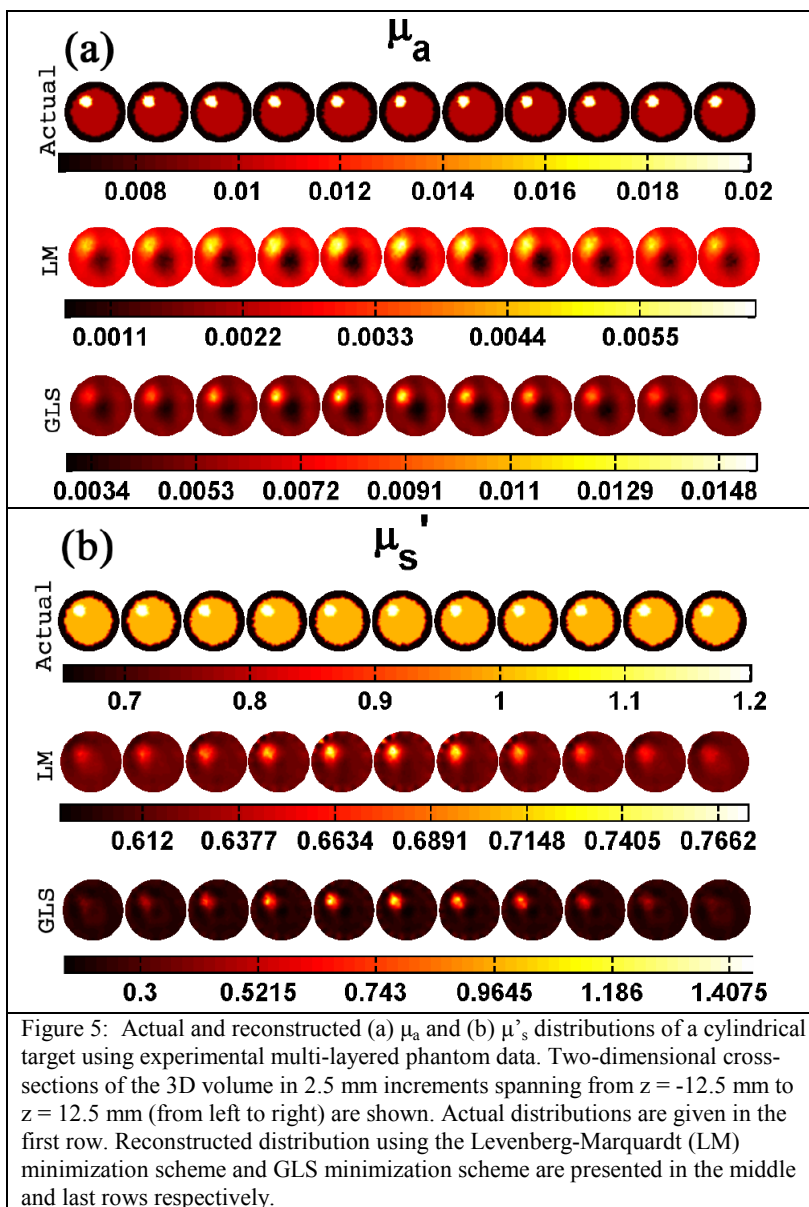 (a) μa
Actual
0.008 0.01 0.012 0.014 0.016 0.018 0.02
LM
0.0011 0.0022 0.0033 0.0044 0.0055
GLS
0.0034 0.0053 0.0072 0.0091 0.011 0.0129 0.0148
(b) μs'
Actual
0.7 0.8 0.9 1 1.1 1.2
LM
0.612 0.6377 0.6634 0.6891 0.7148 0.7405 0.7662
GLS
0.3 0.5215 0.743 0.9645 1.186 1.4075
Figure 5: Actual and reconstructed (a) μa and (b) μ’s distributions of a cylindrical
target using experimental multi-layered phantom data. Two-dimensional cross-
sections of the 3D volume in 2.5 mm increments spanning from z = -12.5 mm to
z = 12.5 mm (from left to right) are shown. Actual distributions are given in the
first row. Reconstructed distribution using the Levenberg-Marquardt (LM)
minimization scheme and GLS minimization scheme are presented in the middle
and last rows respectively.